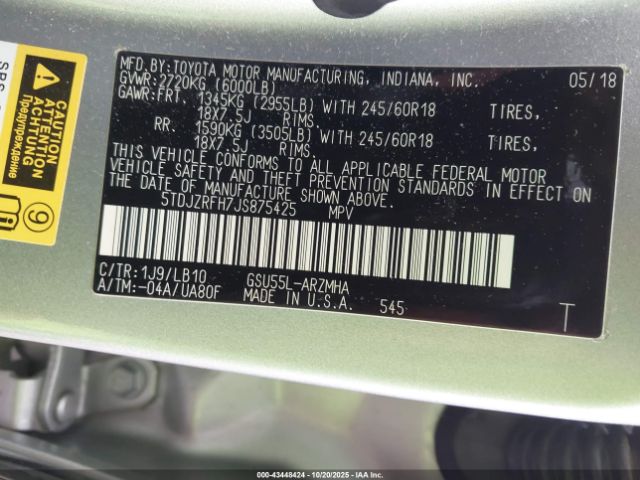 MFD.BY:TOYOTA MOTOR MANUFACTURING, INDIANA, INC. 05/18
GVWR:2720KG (6000LB)
GAWR:FRT. 1345KG (2955LB) WITH 245/60R18 TIRES,
18X7.5J RIMS.
RR. 1590KG (3505LB) WITH 245/60R18 TIRES,
18X7.5J RIMS.
THIS VEHICLE CONFORMS TO ALL APPLICABLE FEDERAL MOTOR
VEHICLE SAFETY AND THEFT PREVENTION STANDARDS IN EFFECT ON
THE DATE OF MANUFACTURE SHOWN ABOVE.
5TDJZRFH7JS875425 MPV
C/TR:1J9/LB10 GSU55L-ARZMHA
A/TM:-04A/UA80F MADE IN U.S.A. 545 T
CAUTION
ATTENTION
ACHTUNG
Предупреждение
9
SRS
000-43448424 - 10/20/2025 - IAAI.COM